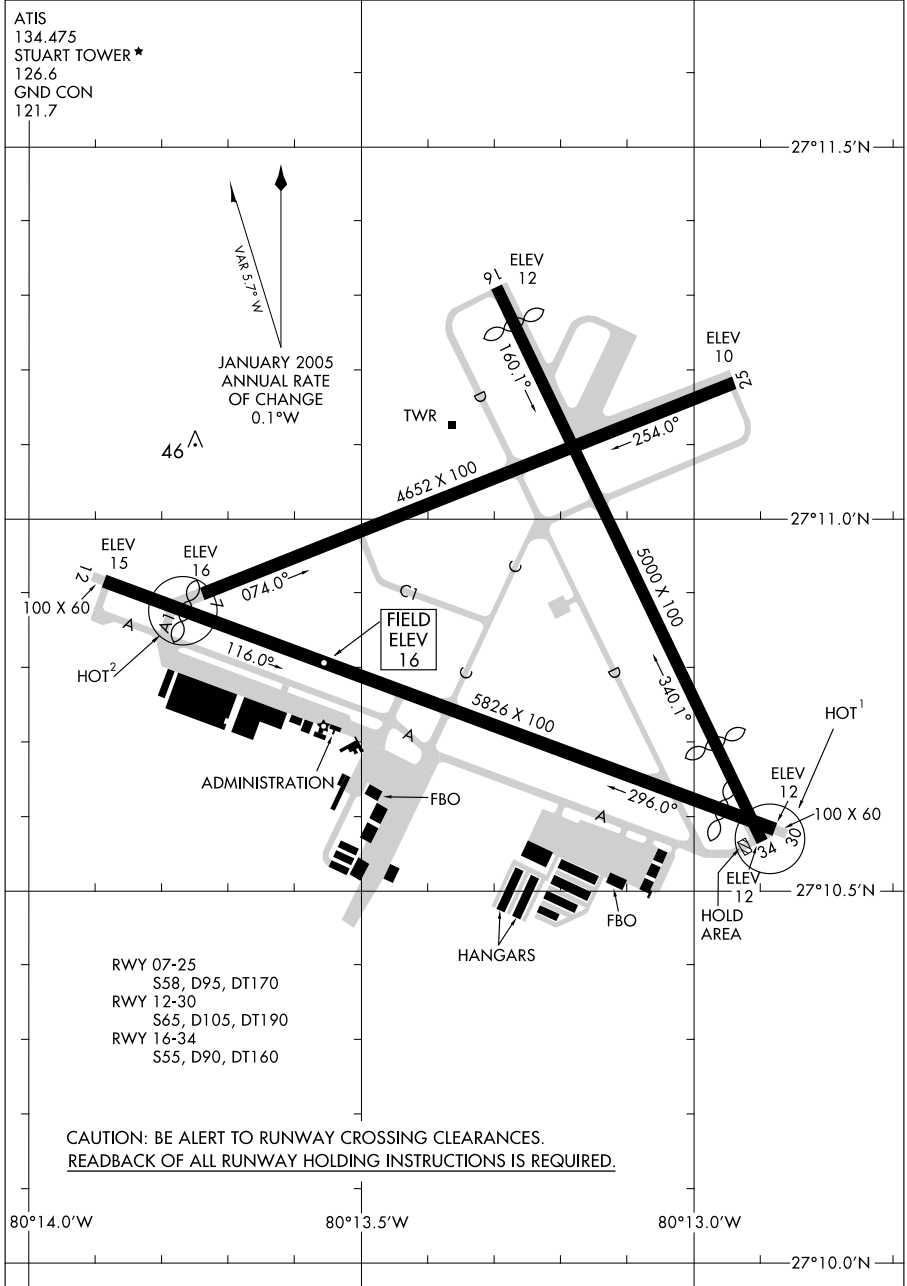 ATIS
134.475
STUART TOWER★
126.6
GND CON
121.7
27°11.5'N
VAR 5.7° W
JANUARY 2005
ANNUAL RATE
OF CHANGE
0.1°W
16
ELEV
12
160.1°
D
ELEV
10
25
TWR
254.0°
46
4652 X 100
27°11.0'N
ELEV
15
12
ELEV
16
7
074.0°
C
C1
5000 X 100
100 X 60
A
A1
FIELD
ELEV
16
116.0°
HOT2
C
D
340.1°
5826 X 100
HOT1
A
ADMINISTRATION
FBO
296.0°
ELEV
12
100 X 60
30
A
34
ELEV
12
27°10.5'N
HOLD
AREA
FBO
HANGARS
RWY 07-25
S58, D95, DT170
RWY 12-30
S65, D105, DT190
RWY 16-34
S55, D90, DT160
CAUTION: BE ALERT TO RUNWAY CROSSING CLEARANCES.
READBACK OF ALL RUNWAY HOLDING INSTRUCTIONS IS REQUIRED.
80°14.0'W
80°13.5'W
80°13.0'W
27°10.0'N